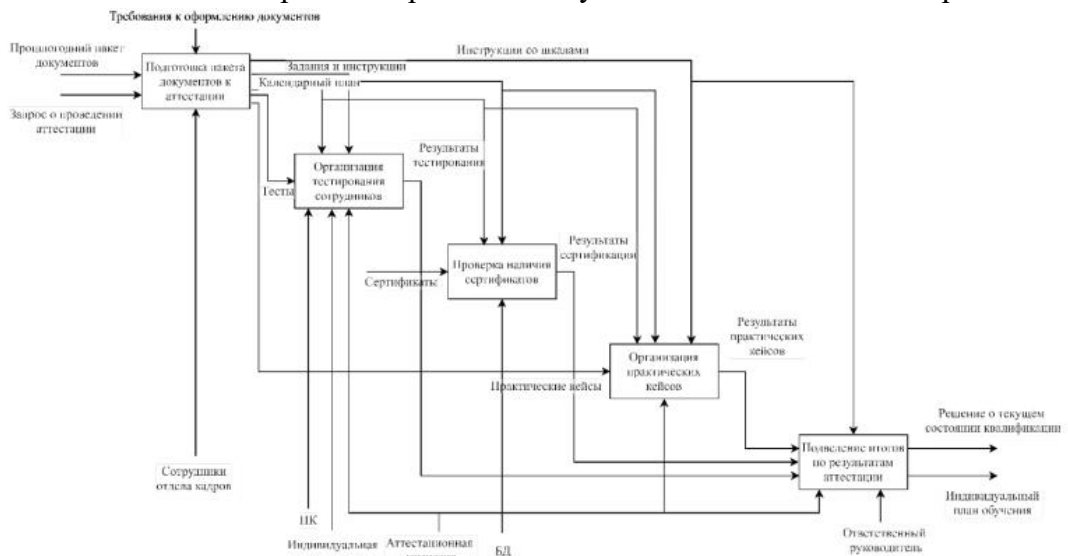 Требования к оформлению документов
Прошлогодний пакет
документов
Инструкции со шкалами
Подготовка пакета
документов к
аттестации
Задания и инструкции
Календарный план
Запрос о проведении
аттестации
Результаты
тестирования
Организация
тестирования
сотрудников
Тесты
Результаты
сертификации
Проверка наличия
сертификатов
Сертификаты
Результаты
практических
кейсов
Организация
практических
кейсов
Практические кейсы
Решение о текущем
состоянии квалификации
Подведение итогов
по результатам
аттестации
Сотрудники
отдела кадров
Индивидуальный
план обучения
ПК
Индивидуальная
Аттестационная
БД
Ответственный
руководитель